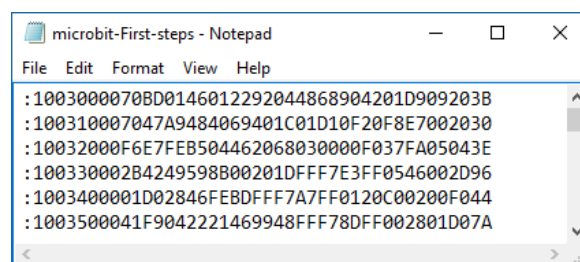 microbit-First-steps - Notepad
File Edit Format View Help
:1003000070BD0146012292044868904201D909203B
:100310007047A9484069401C01D10F20F8E7002030
:10032000F6E7FEB504462068030000F037FA05043E
:100330002B4249598B00201DFFF7E3FF0546002D96
:1003400001D02846FEBDFFF7A7FF0120C00200F044
:1003500041F9042221469948FFF78DFF002801D07A